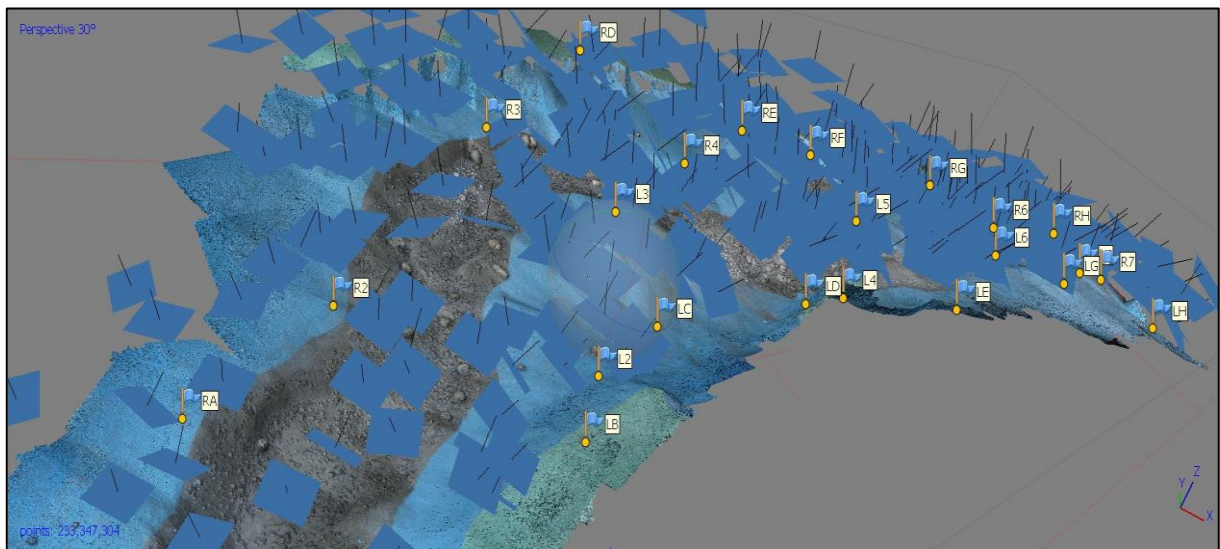 Perspective 30°
RD
R3
RE
R4
RF
RG
L3
L5
R6
RH
L6
R7
LG
R2
LD
L4
LE
LC
LH
L2
RA
LB
points: 233,347,304
Z
Y
X